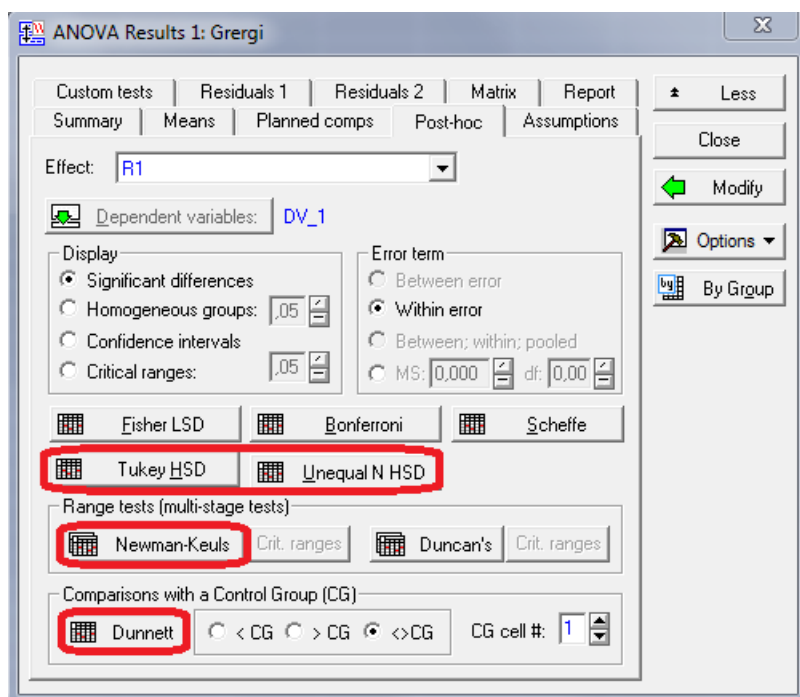 ANOVA Results 1: Grergi
Custom tests Residuals 1 Residuals 2 Matrix Report
Summary Means Planned comps Post-hoc Assumptions
Less
Close
Modify
Options
By Group
Effect: R1
Dependent variables: DV_1
Display
Significant differences
Homogeneous groups: ,05
Confidence intervals
Critical ranges: ,05
Error term
Between error
Within error
Between; within; pooled
MS: 0,000 df: 0,00
Fisher LSD Bonferroni Scheffe
Tukey HSD Unequal N HSD
Range tests (multi-stage tests)
Newman-Keuls Crit. ranges Duncan's Crit. ranges
Comparisons with a Control Group (CG)
Dunnett < CG > CG <>CG CG cell #: 1